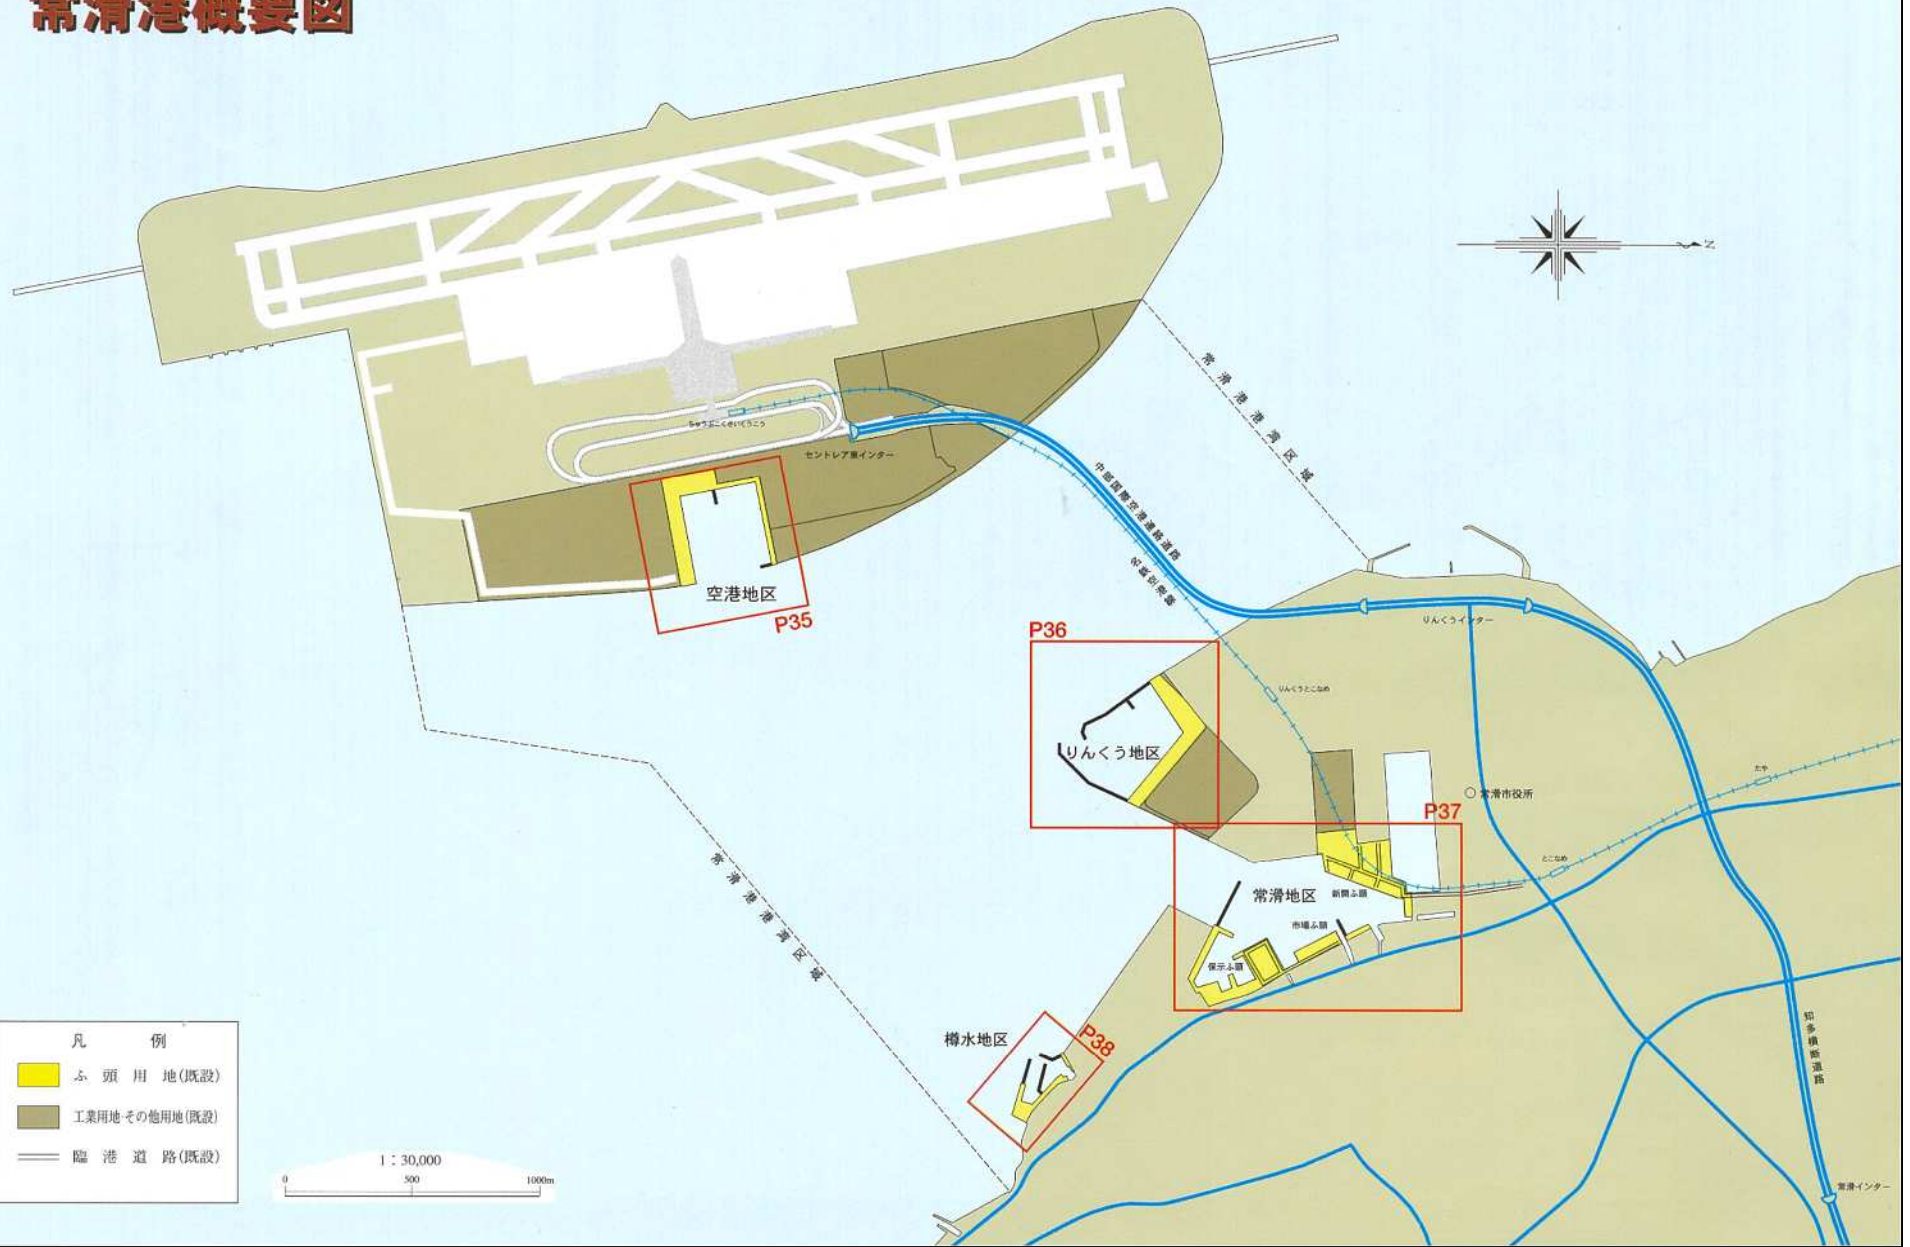 常滑港概要図
N
常滑港港湾区域
ちゅうぶこくさいくうこう
セントレア東インター
中部国際空港連絡道路
名鉄空港線
空港地区
P35
P36
りんくうインター
りんくうとこなめ
りんくう地区
常滑市役所
たや
P37
とこなめ
常滑地区
新開ふ頭
市場ふ頭
保示ふ頭
常滑港港湾区域
樽水地区
P38
知多横断道路
常滑インター
凡 例
ふ頭用地(既設)
工業用地・その他用地(既設)
臨港道路(既設)
1:30,000
0 500 1000m